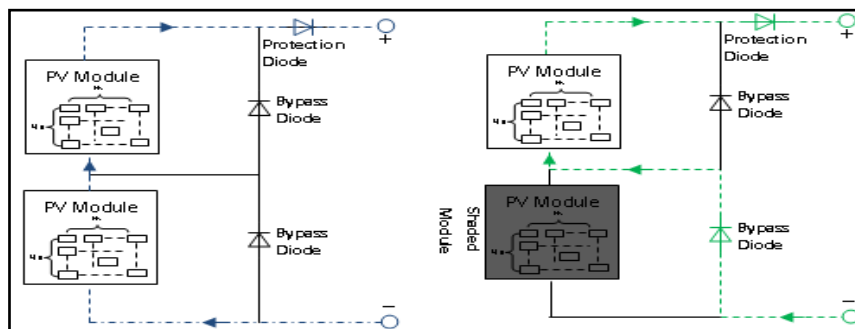 +
Protection
Diode
PV Module
Bypass
Diode
PV Module
Bypass
Diode
−
+
Protection
Diode
PV Module
Bypass
Diode
Shaded
Module
PV Module
Bypass
Diode
−